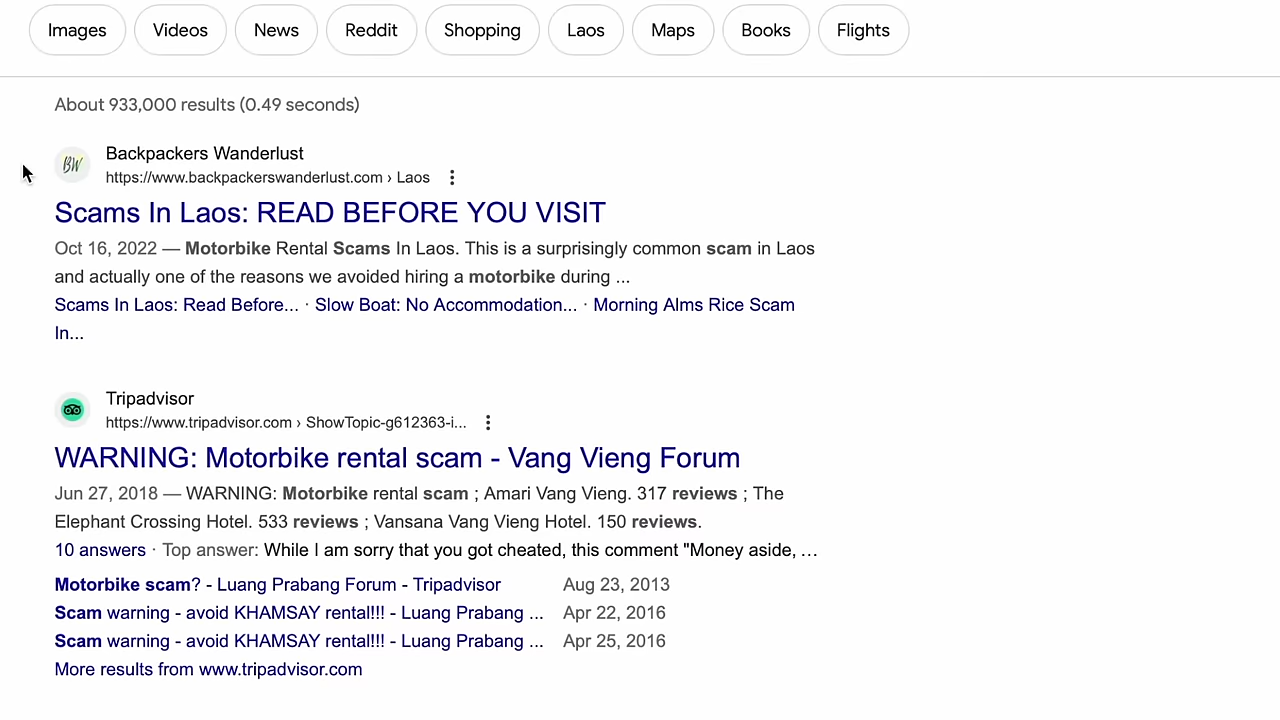 Images Videos News Reddit Shopping Laos Maps Books Flights
About 933,000 results (0.49 seconds)
BW
Backpackers Wanderlust
https://www.backpackerswanderlust.com › Laos
Scams In Laos: READ BEFORE YOU VISIT
Oct 16, 2022 — Motorbike Rental Scams In Laos. This is a surprisingly common scam in Laos
and actually one of the reasons we avoided hiring a motorbike during ...
Scams In Laos: Read Before... · Slow Boat: No Accommodation... · Morning Alms Rice Scam
In...
Tripadvisor
https://www.tripadvisor.com › ShowTopic-g612363-i...
WARNING: Motorbike rental scam - Vang Vieng Forum
Jun 27, 2018 — WARNING: Motorbike rental scam ; Amari Vang Vieng. 317 reviews ; The
Elephant Crossing Hotel. 533 reviews ; Vansana Vang Vieng Hotel. 150 reviews.
10 answers · Top answer: While I am sorry that you got cheated, this comment "Money aside, ...
Motorbike scam? - Luang Prabang Forum - Tripadvisor Aug 23, 2013
Scam warning - avoid KHAMSAY rental!!! - Luang Prabang ... Apr 22, 2016
Scam warning - avoid KHAMSAY rental!!! - Luang Prabang ... Apr 25, 2016
More results from www.tripadvisor.com